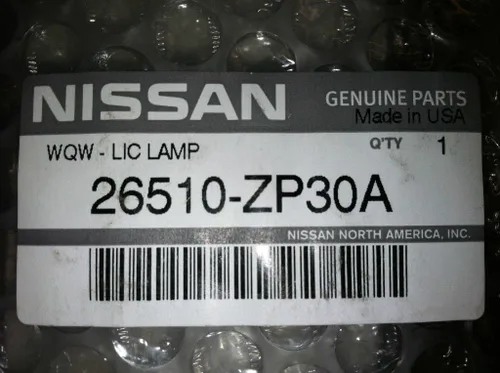 NISSAN
GENUINE PARTS
Made in USA
WQW - LIC LAMP
Q'TY 1
26510-ZP30A
NISSAN NORTH AMERICA, INC.